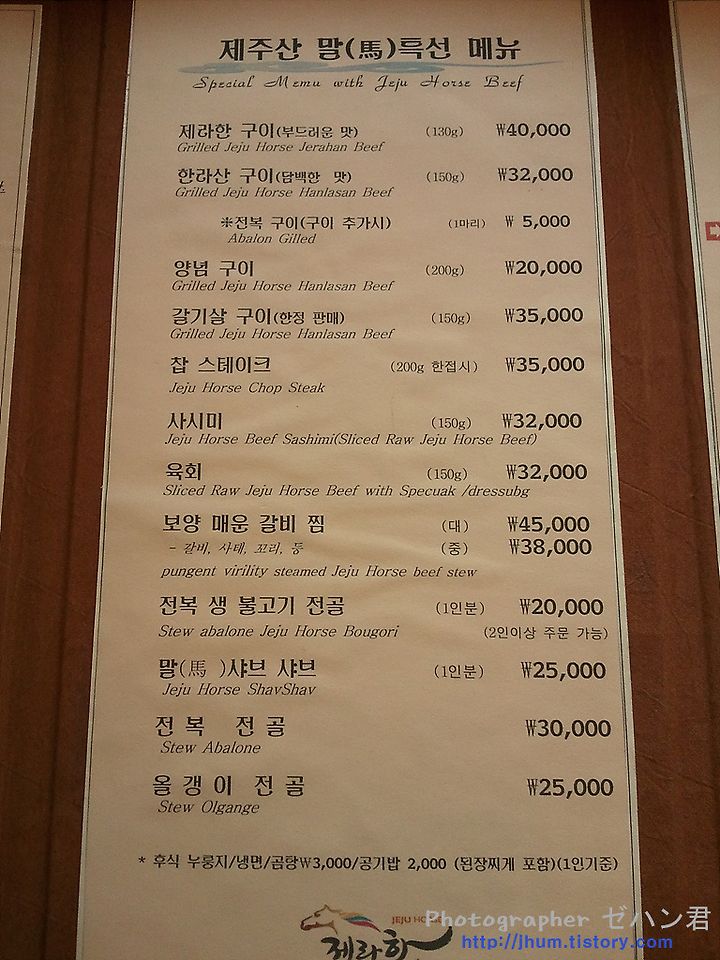 제주산 말(馬)특선 메뉴
Special Memu with Jeju Horse Beef
제라한 구이(부드러운 맛) (130g) ₩40,000
Grilled Jeju Horse Jerahan Beef
한라산 구이(담백한 맛) (150g) ₩32,000
Grilled Jeju Horse Hanlasan Beef
※전복 구이(구이 추가시) (1마리) ₩ 5,000
Abalon Gilled
양념 구이 (200g) ₩20,000
Grilled Jeju Horse Hanlasan Beef
갈기살 구이(한정 판매) (150g) ₩35,000
Grilled Jeju Horse Hanlasan Beef
찹 스테이크 (200g 한접시) ₩35,000
Jeju Horse Chop Steak
사시미 (150g) ₩32,000
Jeju Horse Beef Sashimi(Sliced Raw Jeju Horse Beef)
육회 (150g) ₩32,000
Sliced Raw Jeju Horse Beef with Specuak /dressubg
보양 매운 갈비 찜 (대) ₩45,000
- 갈비, 사태, 꼬리, 등 (중) ₩38,000
pungent virility steamed Jeju Horse beef stew
전복 생 불고기 전골 (1인분) ₩20,000
Stew abalone Jeju Horse Bougori (2인이상 주문 가능)
말(馬 )샤브 샤브 (1인분) ₩25,000
Jeju Horse ShavShav
전 복 전 골 ₩30,000
Stew Abalone
올 갱 이 전 골 ₩25,000
Stew Olgange
* 후식 누룽지/냉면/곰탕₩3,000/공기밥 2,000 (된장찌게 포함)(1인기준)
JEJU HORSE
제라한
Photographer ゼハン君
http://jhum.tistory.com